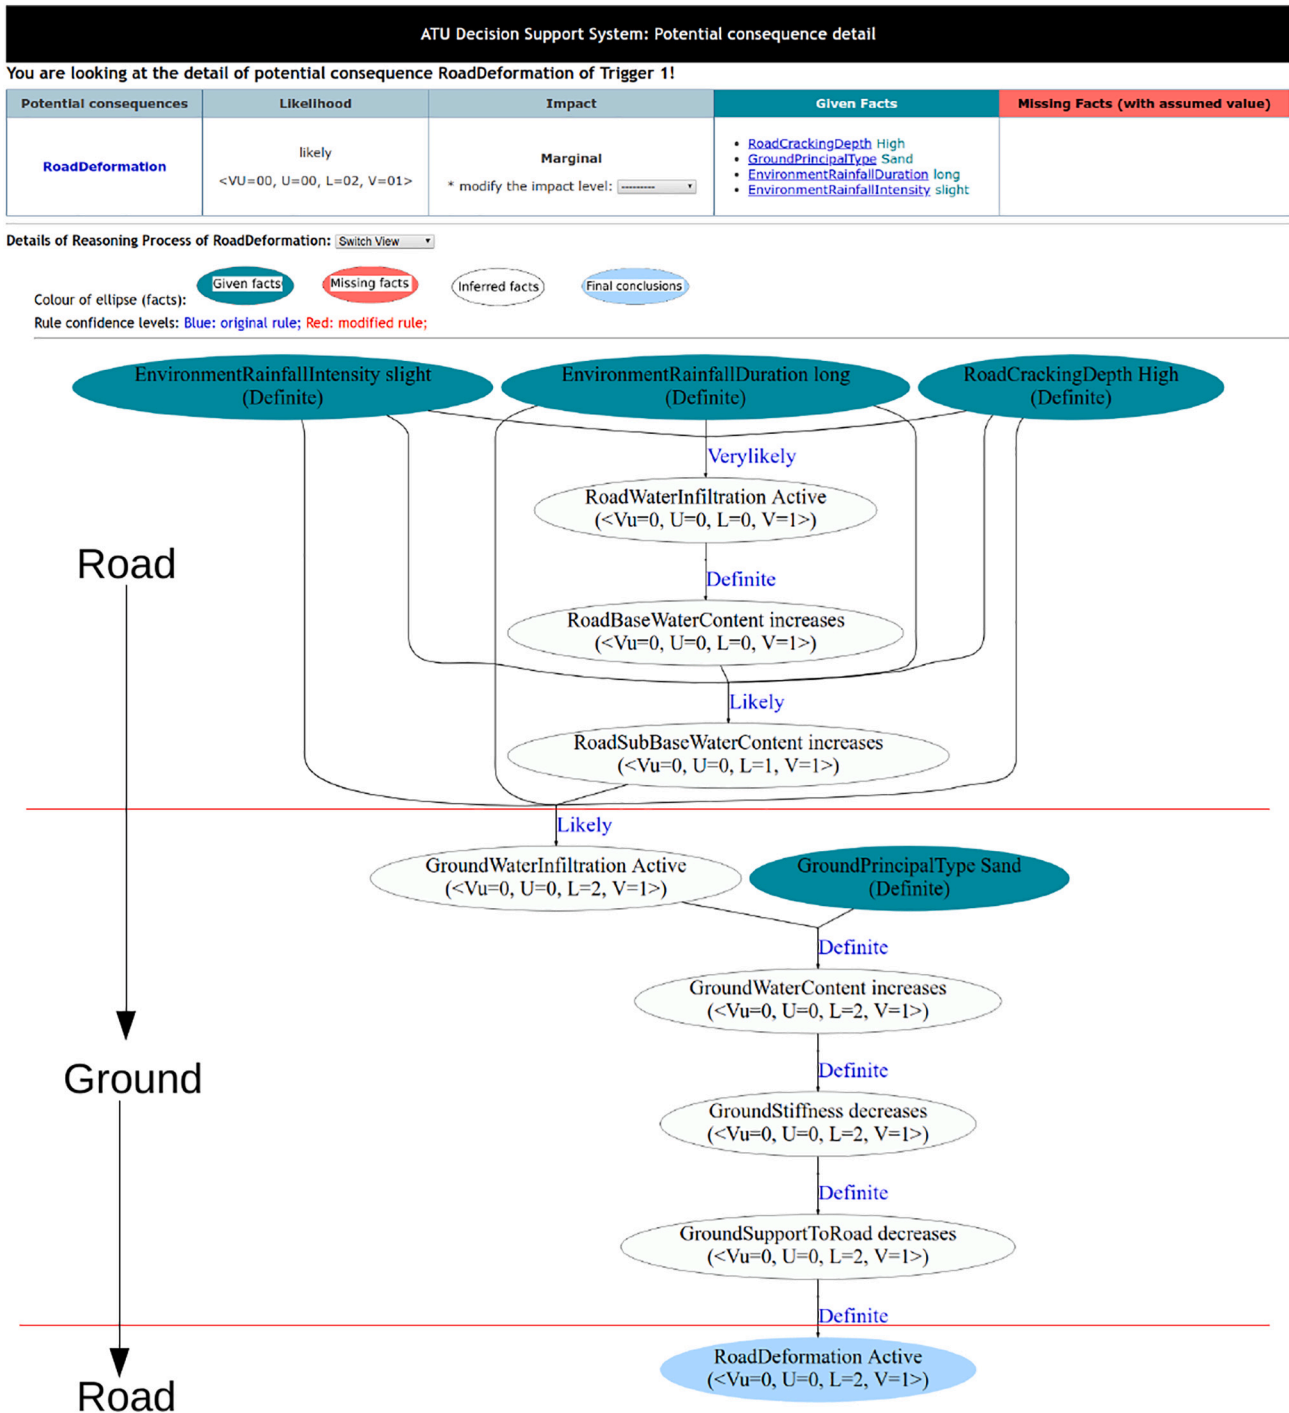 ATU Decision Support System: Potential consequence detail
You are looking at the detail of potential consequence RoadDeformation of Trigger 1!
Potential consequences
Likelihood
Impact
Given Facts
Missing Facts (with assumed value)
RoadDeformation
likely
<VU=00, U=00, L=02, V=01>
Marginal
* modify the impact level: ---------
• RoadCrackingDepth High
• GroundPrincipalType Sand
• EnvironmentRainfallDuration long
• EnvironmentRainfallIntensity slight
Details of Reasoning Process of RoadDeformation: Switch View
Colour of ellipse (facts):
Given facts
Missing facts
Inferred facts
Final conclusions
Rule confidence levels: Blue: original rule; Red: modified rule;
EnvironmentRainfallIntensity slight
(Definite)
EnvironmentRainfallDuration long
(Definite)
RoadCrackingDepth High
(Definite)
Verylikely
RoadWaterInfiltration Active
(<Vu=0, U=0, L=0, V=1>)
Road
Definite
RoadBaseWaterContent increases
(<Vu=0, U=0, L=0, V=1>)
Likely
RoadSubBaseWaterContent increases
(<Vu=0, U=0, L=1, V=1>)
Likely
GroundWaterInfiltration Active
(<Vu=0, U=0, L=2, V=1>)
GroundPrincipalType Sand
(Definite)
Definite
GroundWaterContent increases
(<Vu=0, U=0, L=2, V=1>)
Definite
Ground
GroundStiffness decreases
(<Vu=0, U=0, L=2, V=1>)
Definite
GroundSupportToRoad decreases
(<Vu=0, U=0, L=2, V=1>)
Definite
RoadDeformation Active
(<Vu=0, U=0, L=2, V=1>)
Road